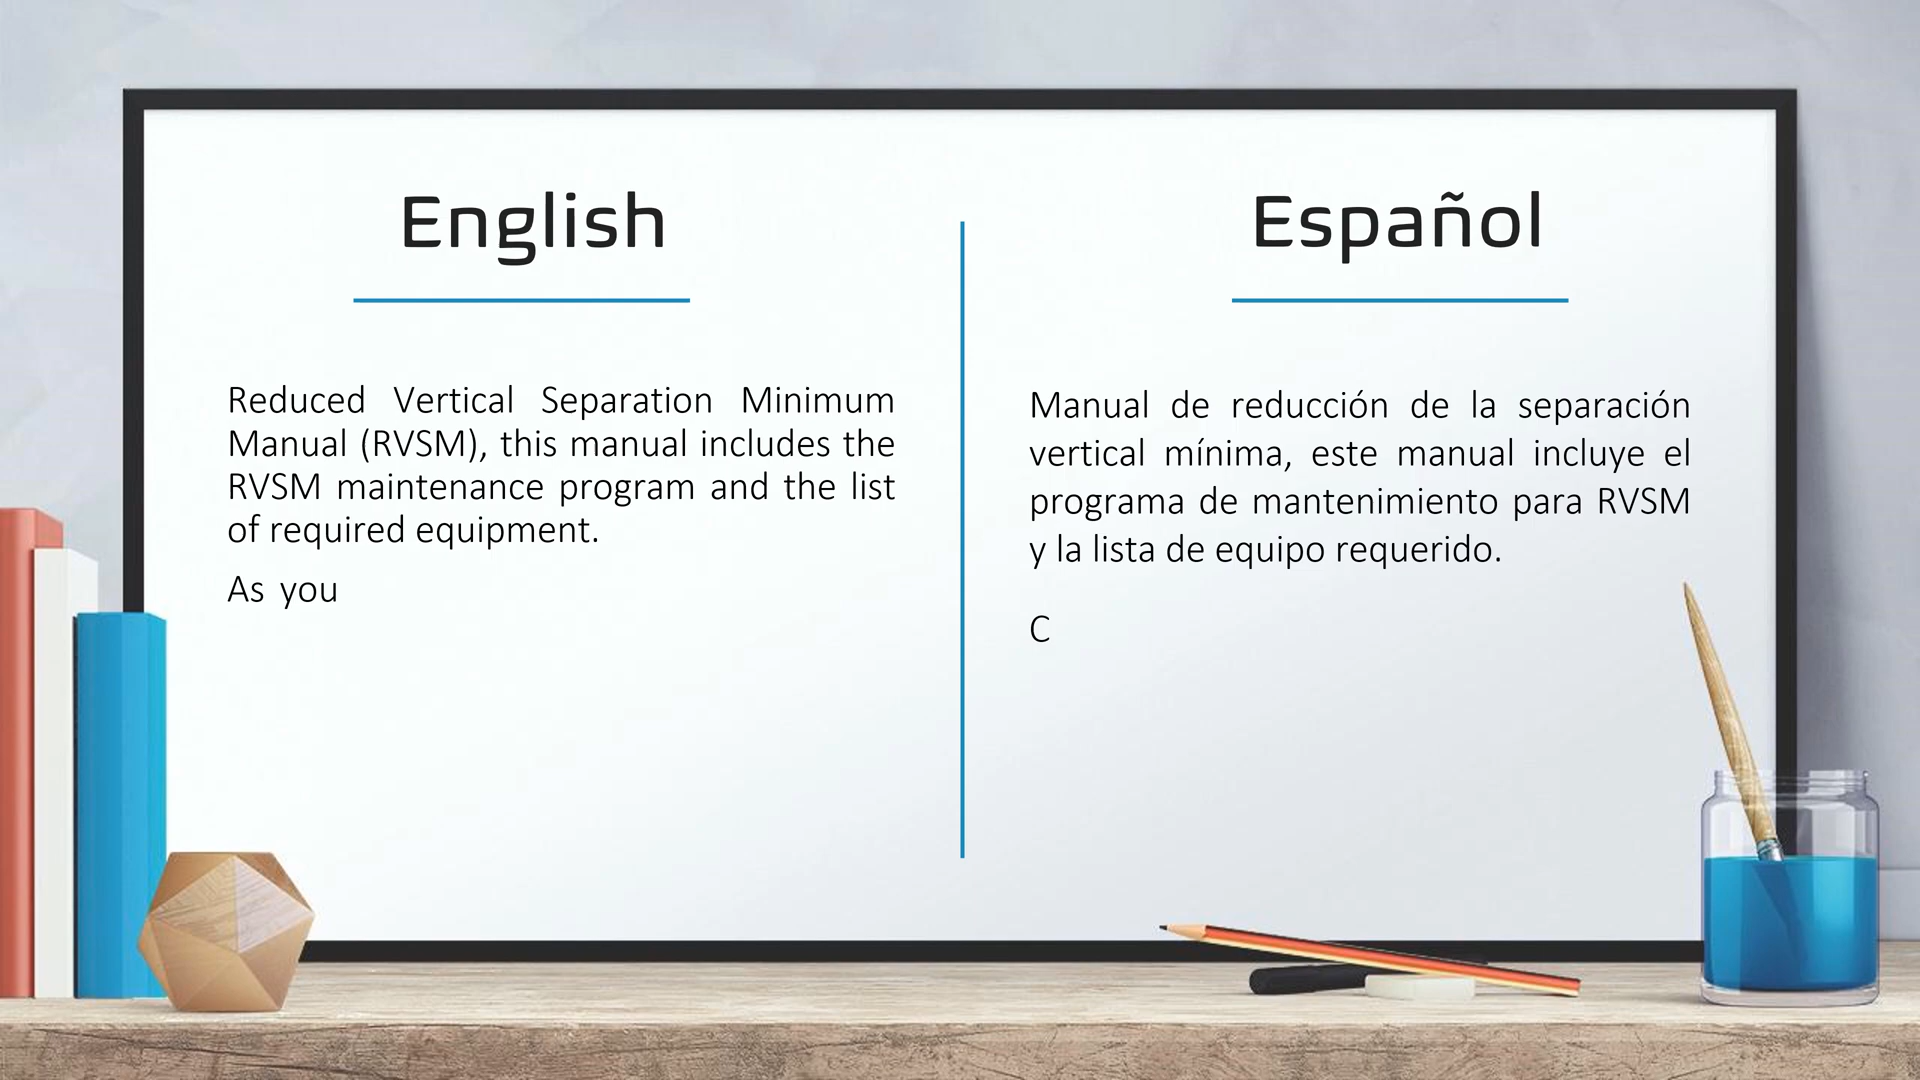 English
Reduced Vertical Separation Minimum
Manual (RVSM), this manual includes the
RVSM maintenance program and the list
of required equipment.
As you
Español
Manual de reducción de la separación
vertical mínima, este manual incluye el
programa de mantenimiento para RVSM
y la lista de equipo requerido.
C